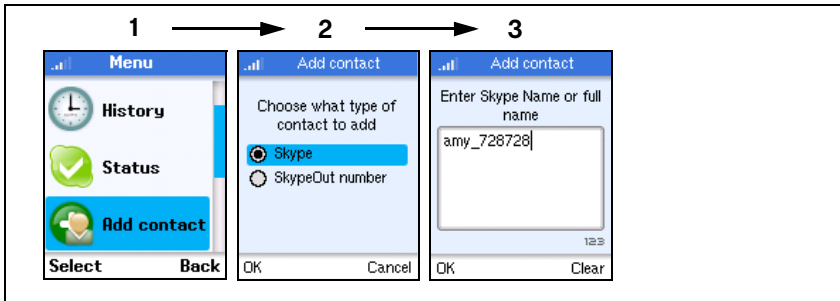 1 2 3
Menu
History
Status
Add contact
Select Back
Add contact
Choose what type of
contact to add
Skype
SkypeOut number
OK Cancel
Add contact
Enter Skype Name or full
name
amy_728728
123
OK Clear